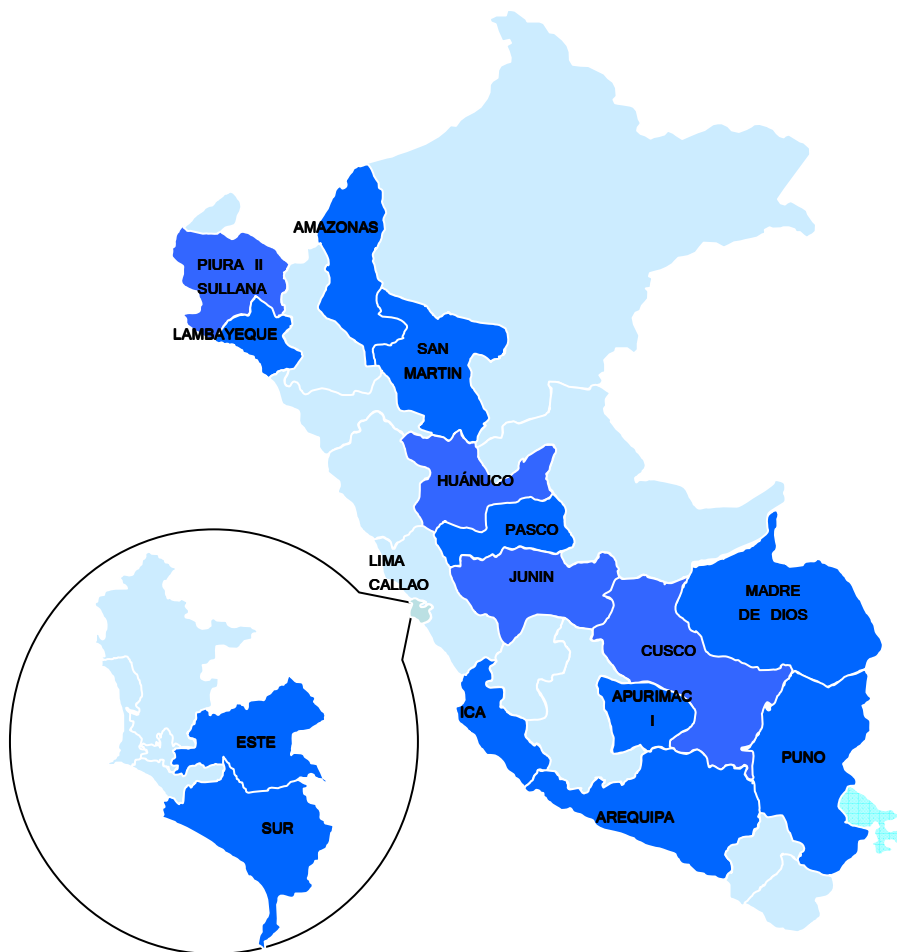 AMAZONAS
PIURA II
SULLANA
LAMBAYEQUE
SAN
MARTIN
HUÁNUCO
PASCO
LIMA
CALLAO
JUNIN
MADRE
DE DIOS
CUSCO
APURIMAC
I
ICA
ESTE
PUNO
AREQUIPA
SUR